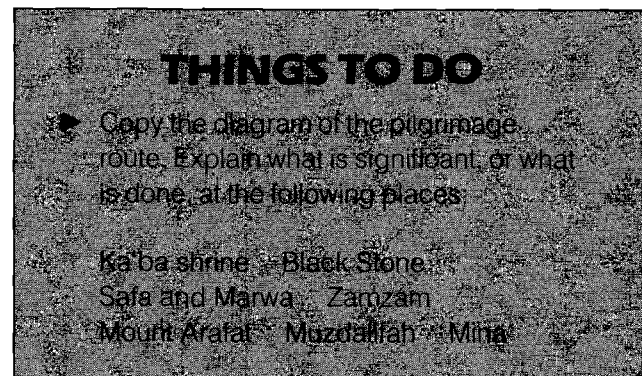 THINGS TO DO
Copy the diagram of the pilgrimage
route. Explain what is significant, or what
is done, at the following places:
Ka'ba shrine Black Stone
Safa and Marwa Zamzam
Mount Arafat Muzdalifah Mina